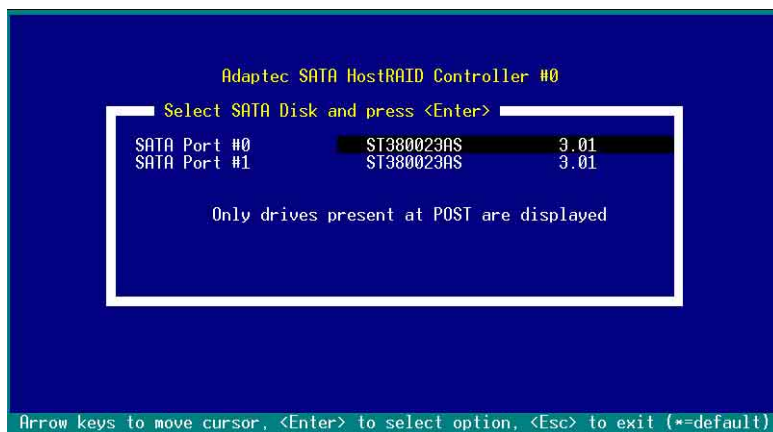 Adaptec SATA HostRAID Controller #0
Select SATA Disk and press <Enter>
SATA Port #0 ST380023AS 3.01
SATA Port #1 ST380023AS 3.01
Only drives present at POST are displayed
Arrow keys to move cursor, <Enter> to select option, <Esc> to exit (*=default)